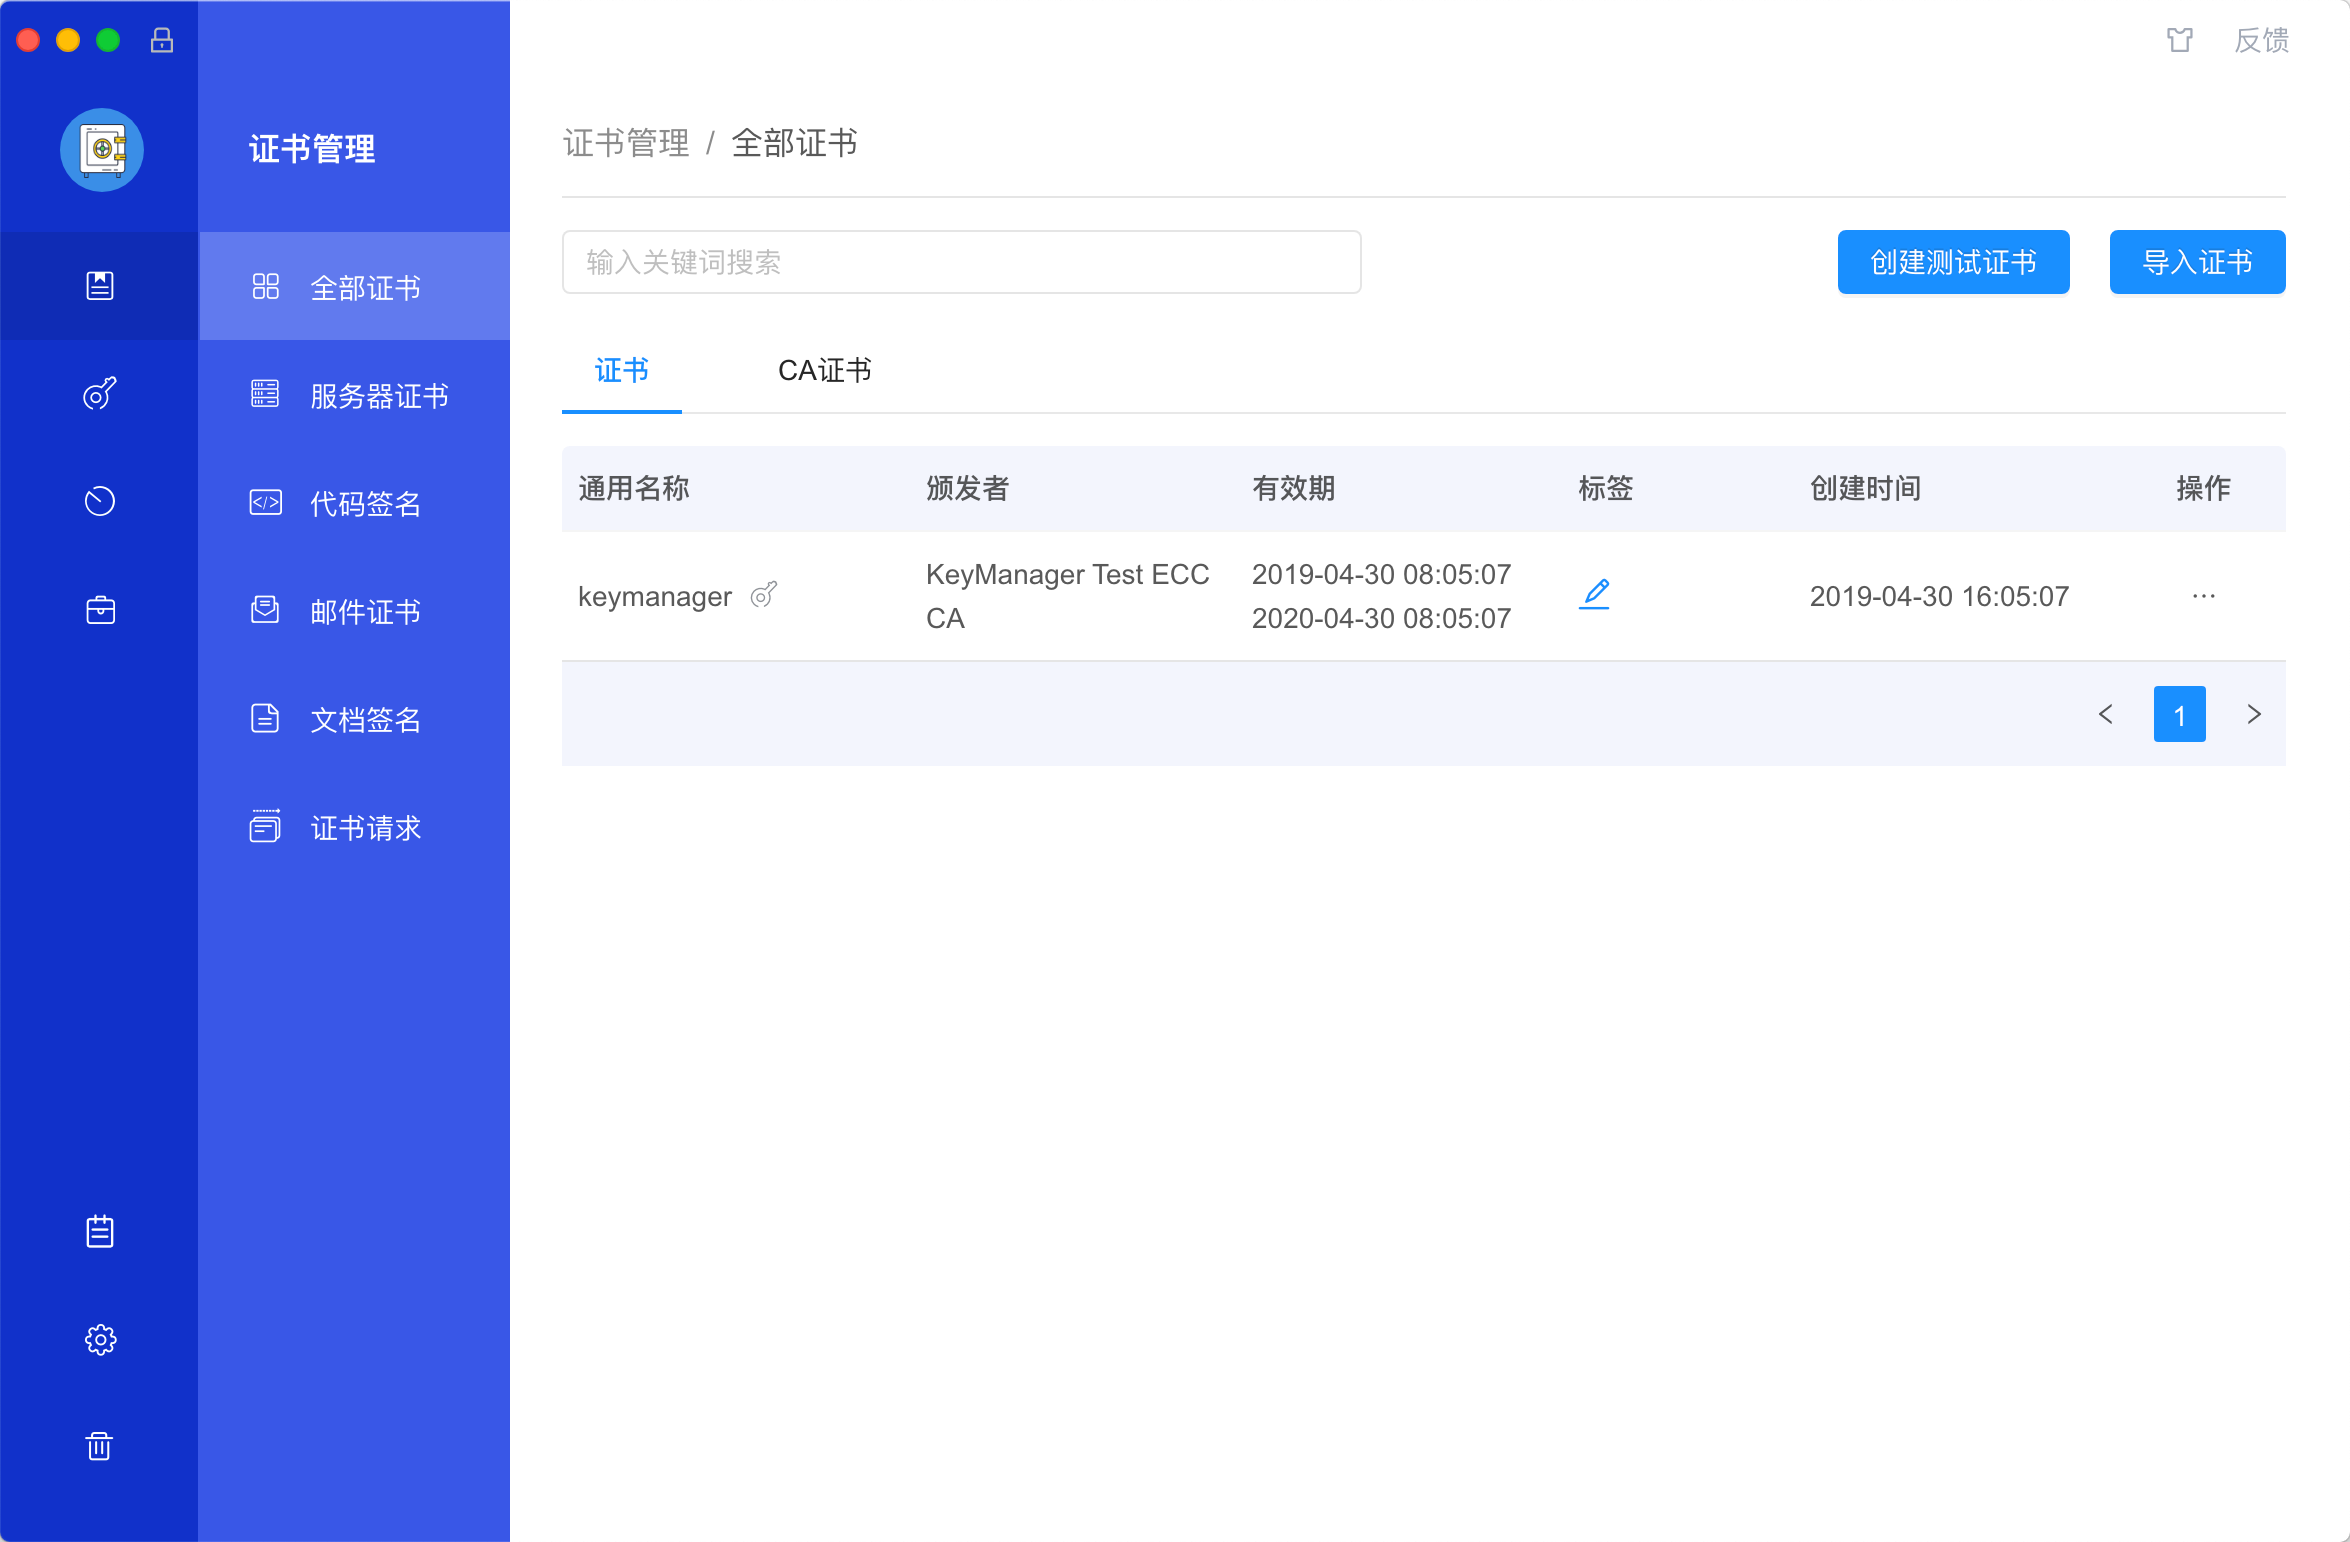 反馈
证书管理
全部证书
服务器证书
代码签名
邮件证书
文档签名
证书请求
证书管理 / 全部证书
输入关键词搜索
创建测试证书
导入证书
证书
CA证书
通用名称 颁发者 有效期 标签 创建时间 操作
keymanager
KeyManager Test ECC
CA
2019-04-30 08:05:07
2020-04-30 08:05:07
2019-04-30 16:05:07
···
< 1 >